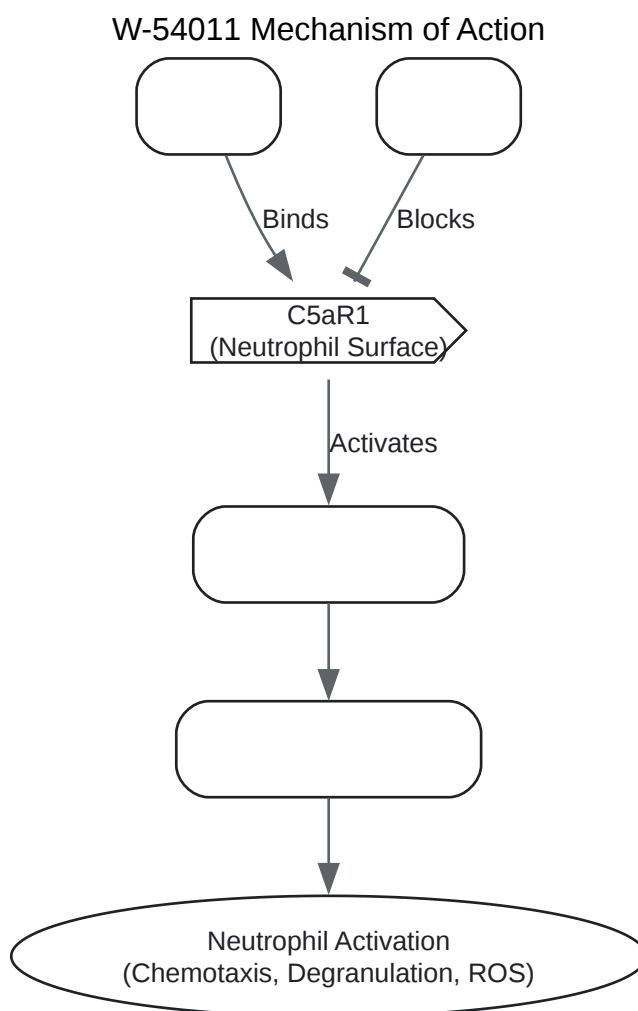 W-54011 Mechanism of Action
Binds
Blocks
C5aR1
(Neutrophil Surface)
Activates
Neutrophil Activation
(Chemotaxis, Degranulation, ROS)